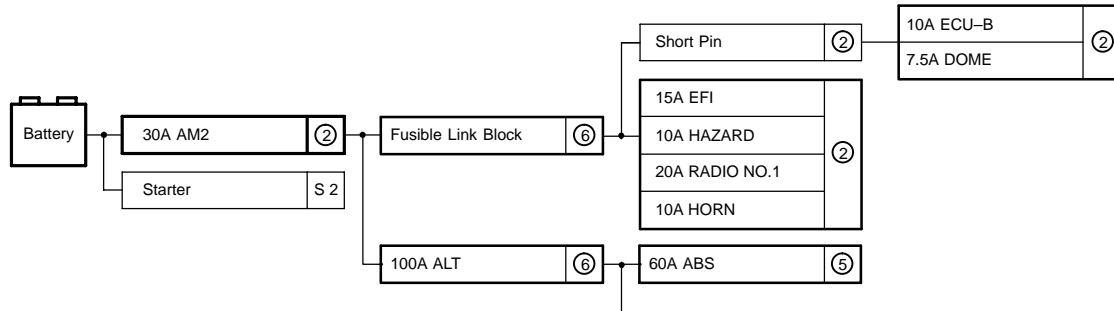 10A ECU–B
Short Pin ②
②
7.5A DOME
15A EFI
Battery
30A AM2 ②
Fusible Link Block ⑥
10A HAZARD
②
20A RADIO NO.1
Starter S 2
10A HORN
100A ALT ⑥
60A ABS ⑤